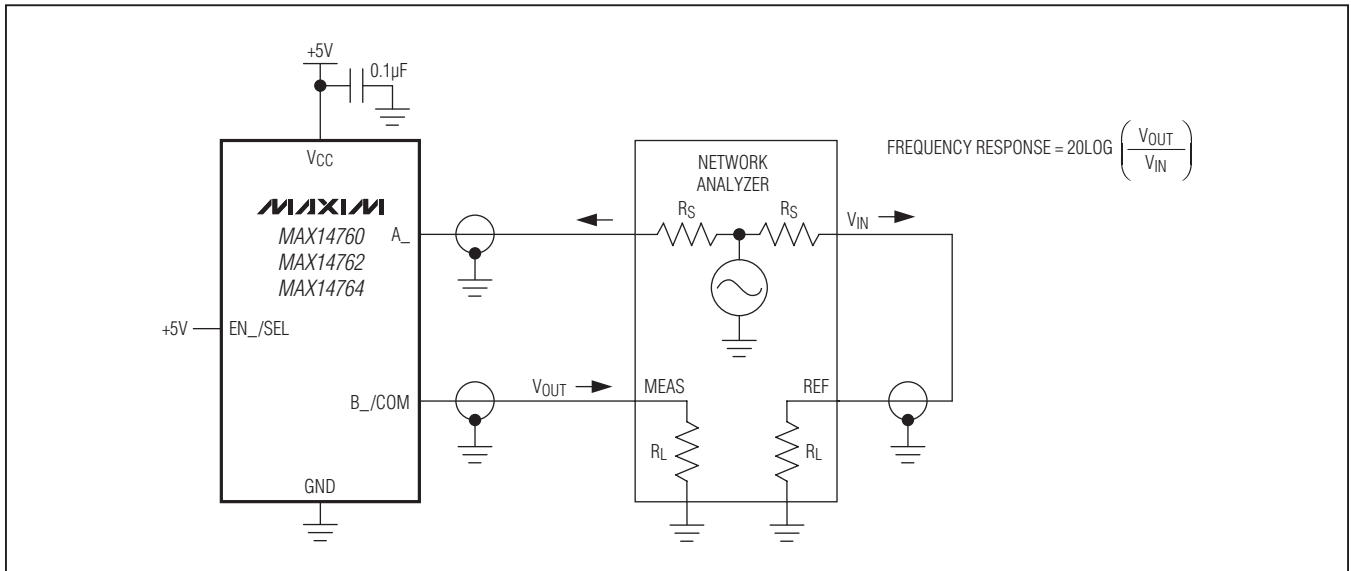 +5V
0.1µF
VCC
MAXIM
MAX14760
MAX14762
MAX14764
A_
+5V
EN_/SEL
B_/COM
GND
NETWORK
ANALYZER
RS
RS
VIN
VOUT
MEAS
REF
RL
RL
FREQUENCY RESPONSE = 20LOG (VOUT
VIN)